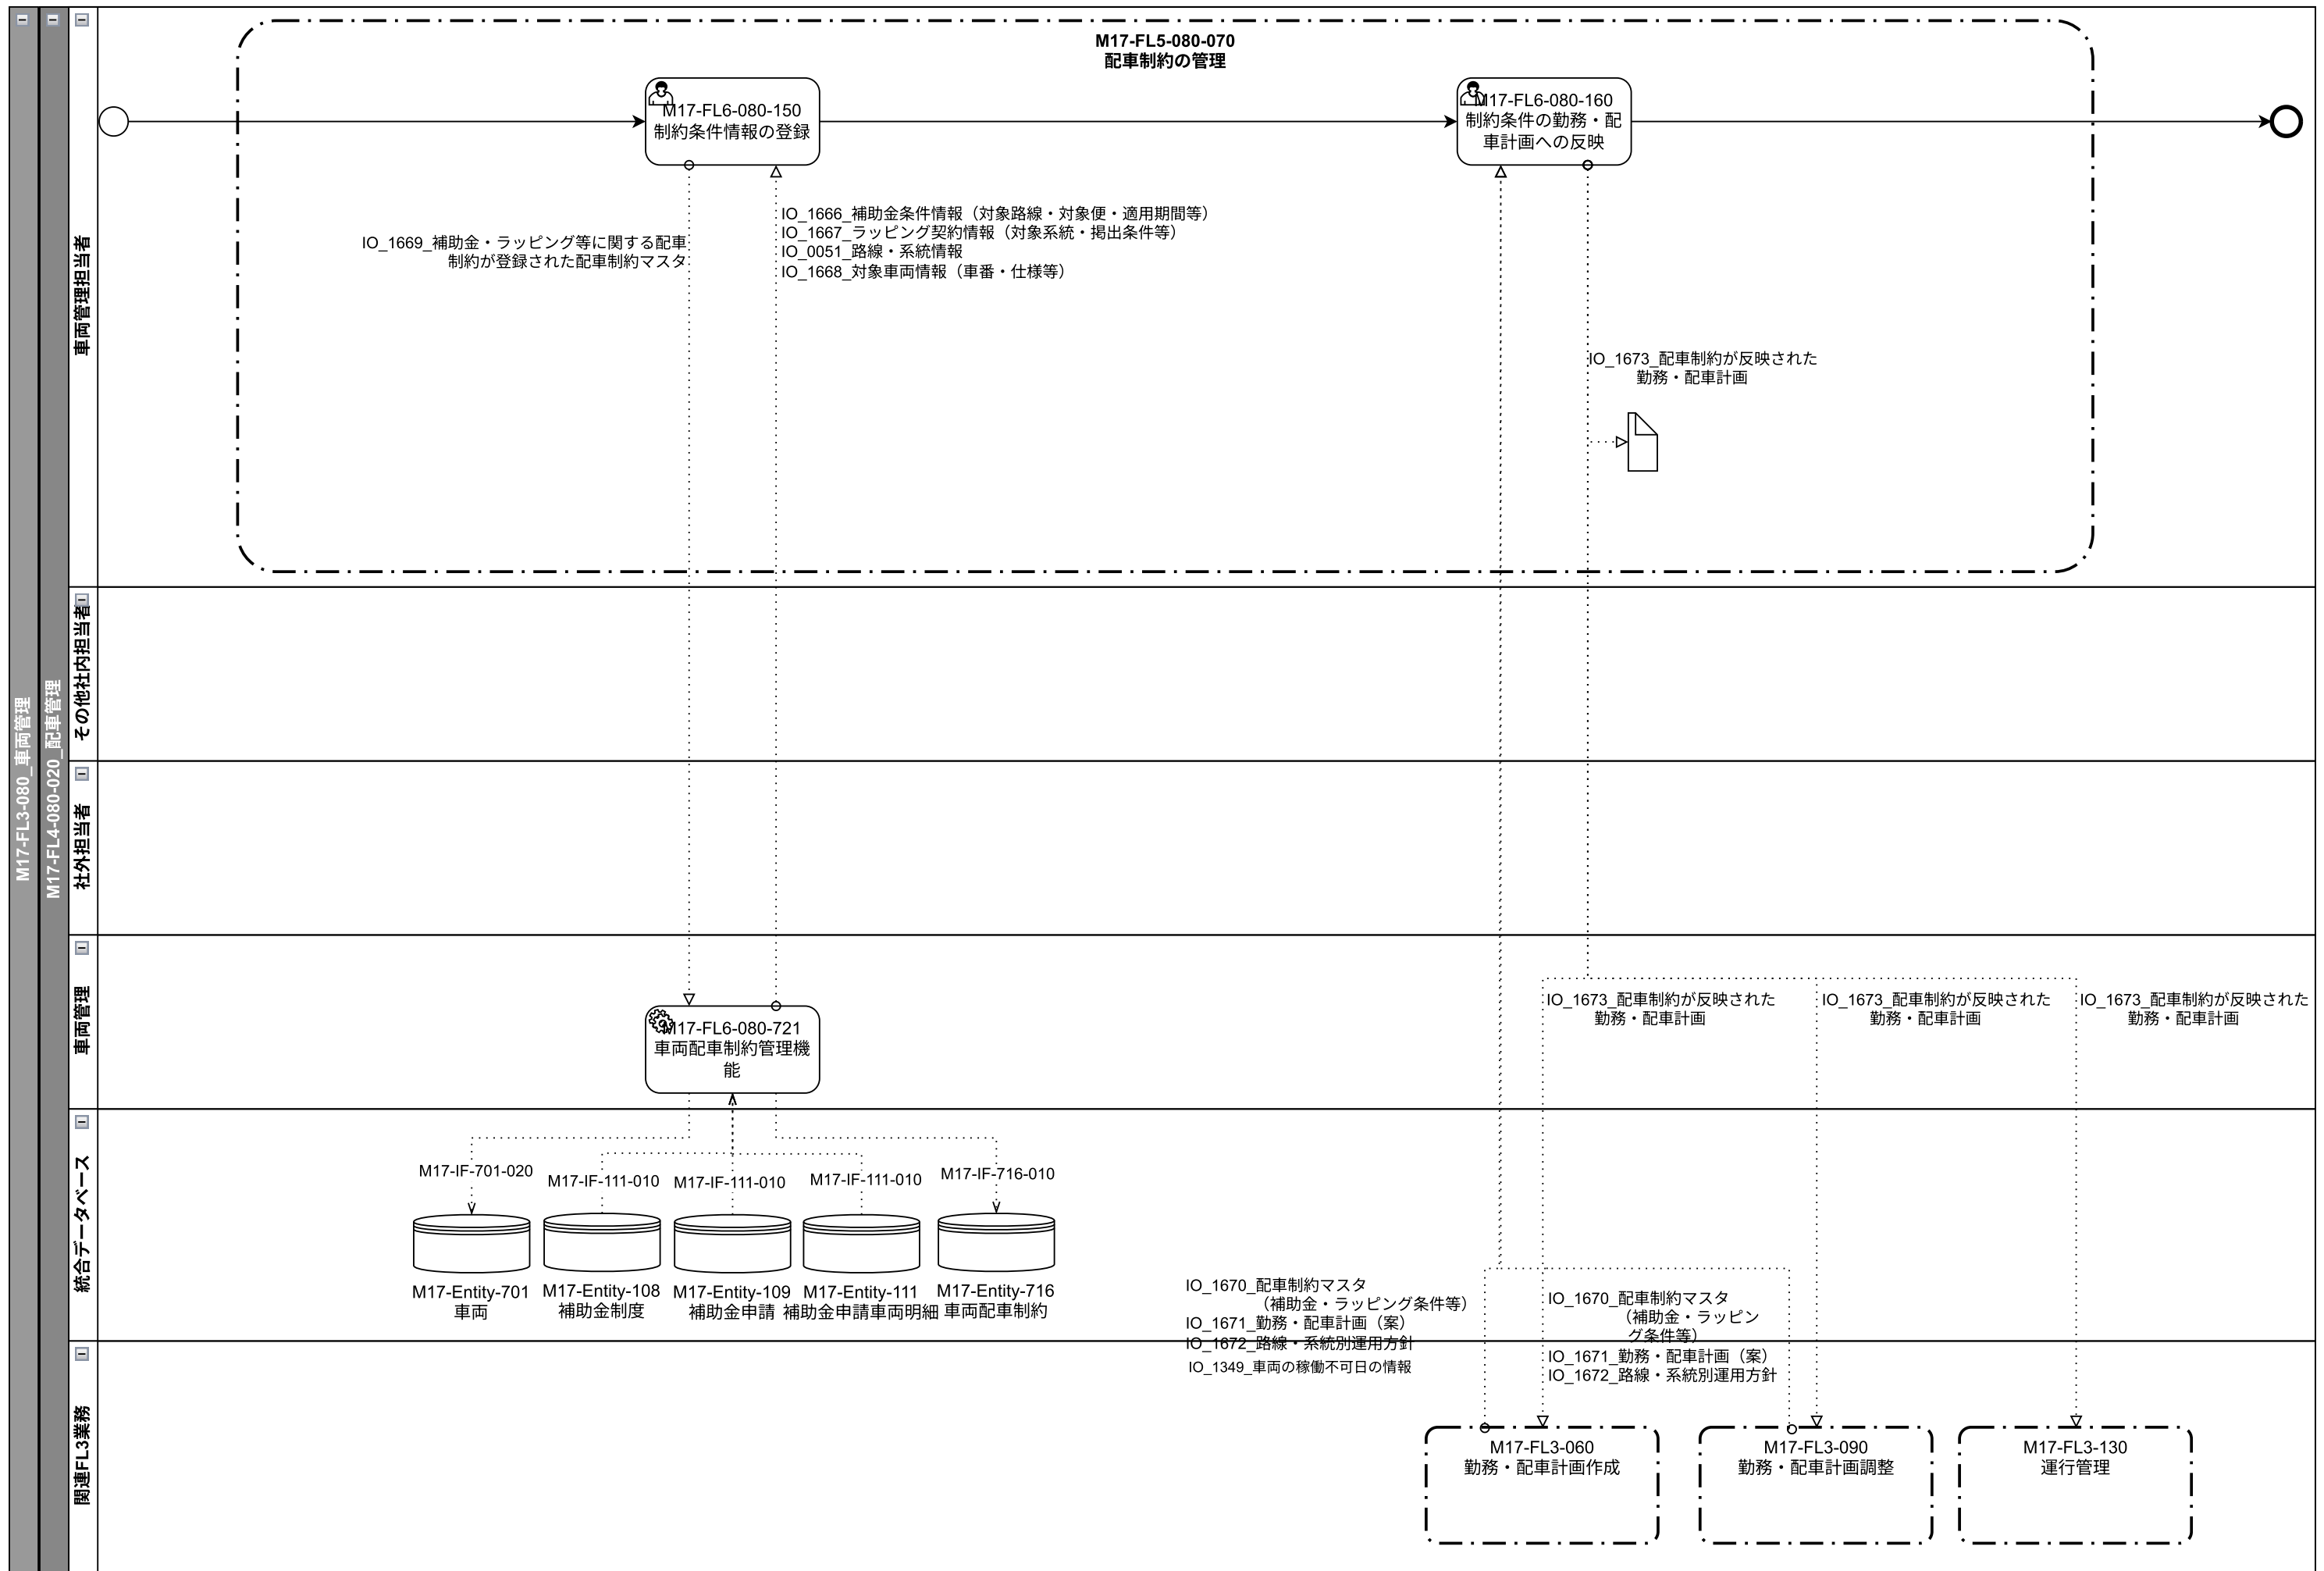 M17-FL3-080_車両管理
M17-FL4-080-020_配車管理
車両管理担当者
M17-FL5-080-070
配車制約の管理
M17-FL6-080-150
制約条件情報の登録
M17-FL6-080-160
制約条件の勤務・配
車計画への反映
IO_1669_補助金・ラッピング等に関する配車
制約が登録された配車制約マスタ
IO_1666_補助金条件情報（対象路線・対象便・適用期間等）
IO_1667_ラッピング契約情報（対象系統・掲出条件等）
IO_0051_路線・系統情報
IO_1668_対象車両情報（車番・仕様等）
IO_1673_配車制約が反映された
勤務・配車計画
その他社内担当者
社外担当者
車両管理
M17-FL6-080-721
車両配車制約管理機
能
IO_1673_配車制約が反映された
勤務・配車計画
IO_1673_配車制約が反映された
勤務・配車計画
IO_1673_配車制約が反映された
勤務・配車計画
統合データベース
M17-IF-701-020
M17-IF-111-010
M17-IF-111-010
M17-IF-111-010
M17-IF-716-010
M17-Entity-701
車両
M17-Entity-108
補助金制度
M17-Entity-109
補助金申請
M17-Entity-111
補助金申請車両明細
M17-Entity-716
車両配車制約
IO_1670_配車制約マスタ
（補助金・ラッピング条件等）
IO_1671_勤務・配車計画（案）
IO_1672_路線・系統別運用方針
IO_1349_車両の稼働不可日の情報
IO_1670_配車制約マスタ
（補助金・ラッピン
グ条件等）
IO_1671_勤務・配車計画（案）
IO_1672_路線・系統別運用方針
関連FL3業務
M17-FL3-060
勤務・配車計画作成
M17-FL3-090
勤務・配車計画調整
M17-FL3-130
運行管理